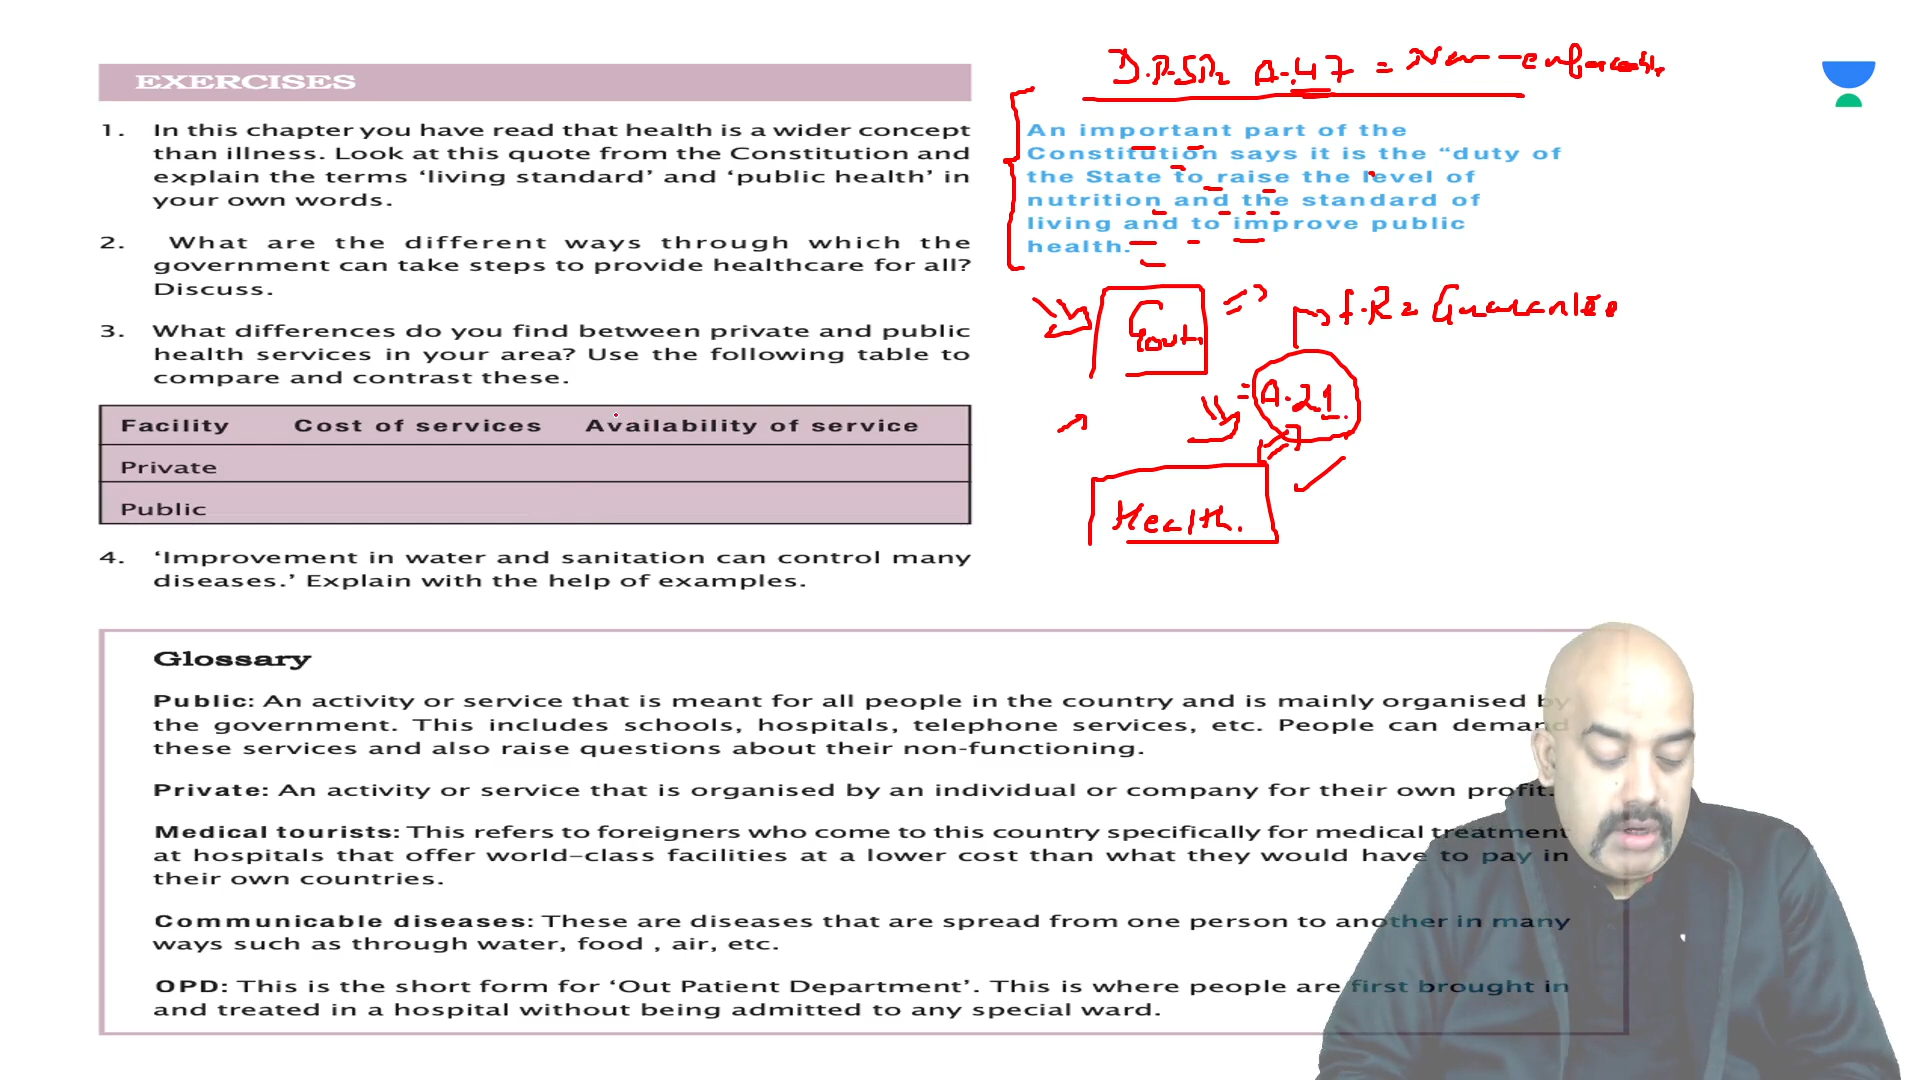 EXERCISES
1. In this chapter you have read that health is a wider concept
than illness. Look at this quote from the Constitution and
explain the terms ‘living standard’ and ‘public health’ in
your own words.
2. What are the different ways through which the
government can take steps to provide healthcare for all?
Discuss.
3. What differences do you find between private and public
health services in your area? Use the following table to
compare and contrast these.
Facility Cost of services Availability of service
Private
Public
4. ‘Improvement in water and sanitation can control many
diseases.’ Explain with the help of examples.
D.P.S.P. A.47 = Non-enforceable
An important part of the
Constitution says it is the “duty of
the State to raise the level of
nutrition and the standard of
living and to improve public
health.
Govt.
F.R = Guarantee
= A.21.
Health.
Glossary
Public: An activity or service that is meant for all people in the country and is mainly organised by
the government. This includes schools, hospitals, telephone services, etc. People can demand
these services and also raise questions about their non-functioning.
Private: An activity or service that is organised by an individual or company for their own profit.
Medical tourists: This refers to foreigners who come to this country specifically for medical treatment
at hospitals that offer world-class facilities at a lower cost than what they would have to pay in
their own countries.
Communicable diseases: These are diseases that are spread from one person to another in many
ways such as through water, food , air, etc.
OPD: This is the short form for ‘Out Patient Department’. This is where people are first brought in
and treated in a hospital without being admitted to any special ward.